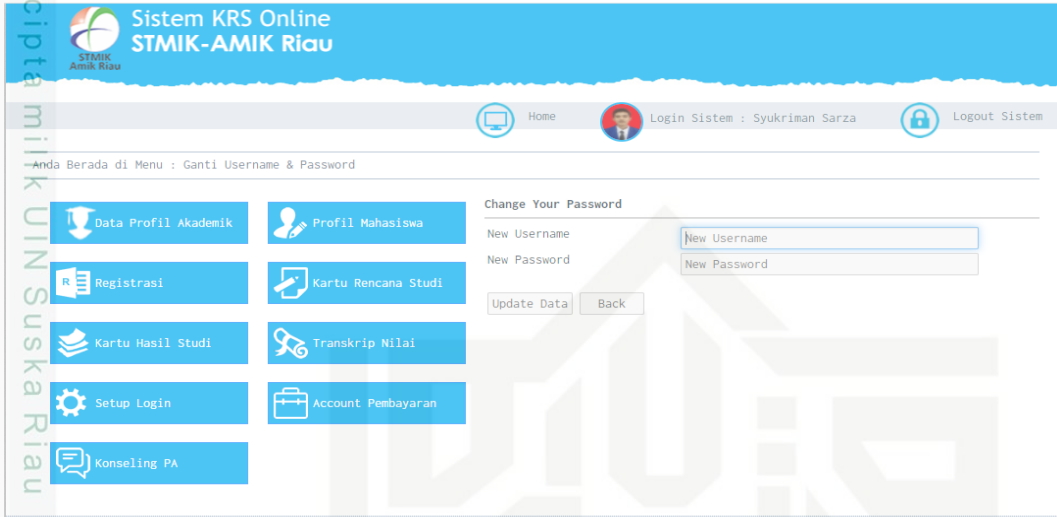 Sistem KRS Online
STMIK-AMIK Riau
STMIK
Amik Riau
Home
Login Sistem : Syukriman Sarza
Logout Sistem
Anda Berada di Menu : Ganti Username & Password
Data Profil Akademik
Profil Mahasiswa
Registrasi
Kartu Rencana Studi
Kartu Hasil Studi
Transkrip Nilai
Setup Login
Account Pembayaran
Konseling PA
Change Your Password
New Username
New Username
New Password
New Password
Update Data
Back
cipta milik UIN Suska Riau